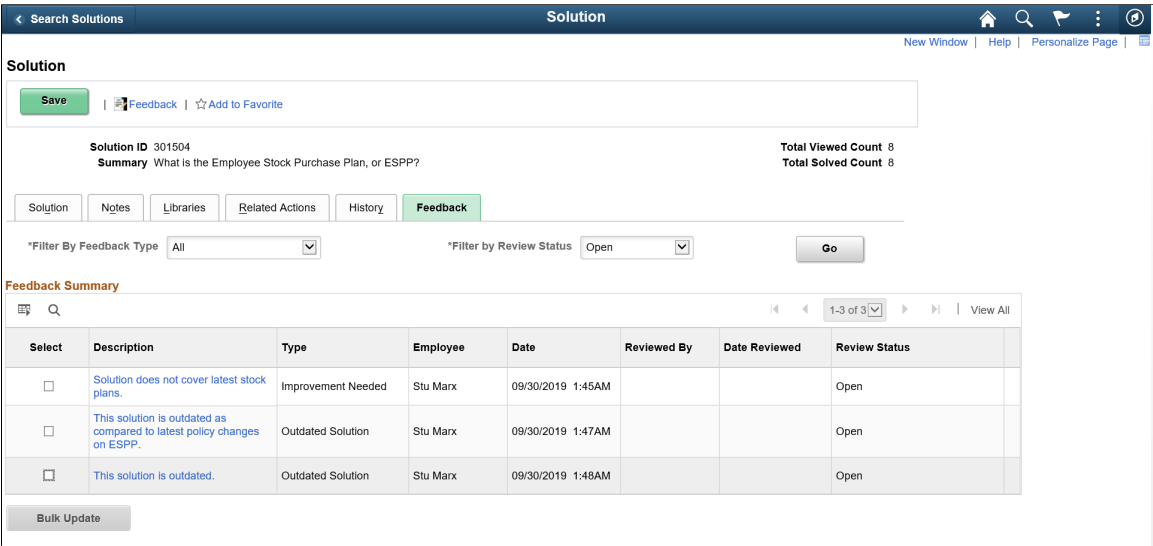 Search Solutions
Solution
New Window | Help | Personalize Page |
Solution
Save | Feedback | Add to Favorite
Solution ID 301504
Total Viewed Count 8
Summary What is the Employee Stock Purchase Plan, or ESPP?
Total Solved Count 8
Solution Notes Libraries Related Actions History Feedback
*Filter By Feedback Type All *Filter by Review Status Open Go
Feedback Summary
1-3 of 3 | View All
Select Description Type Employee Date Reviewed By Date Reviewed Review Status
Solution does not cover latest stock
plans.
Improvement Needed Stu Marx 09/30/2019 1:45AM Open
This solution is outdated as
compared to latest policy changes
on ESPP.
Outdated Solution Stu Marx 09/30/2019 1:47AM Open
This solution is outdated. Outdated Solution Stu Marx 09/30/2019 1:48AM Open
Bulk Update